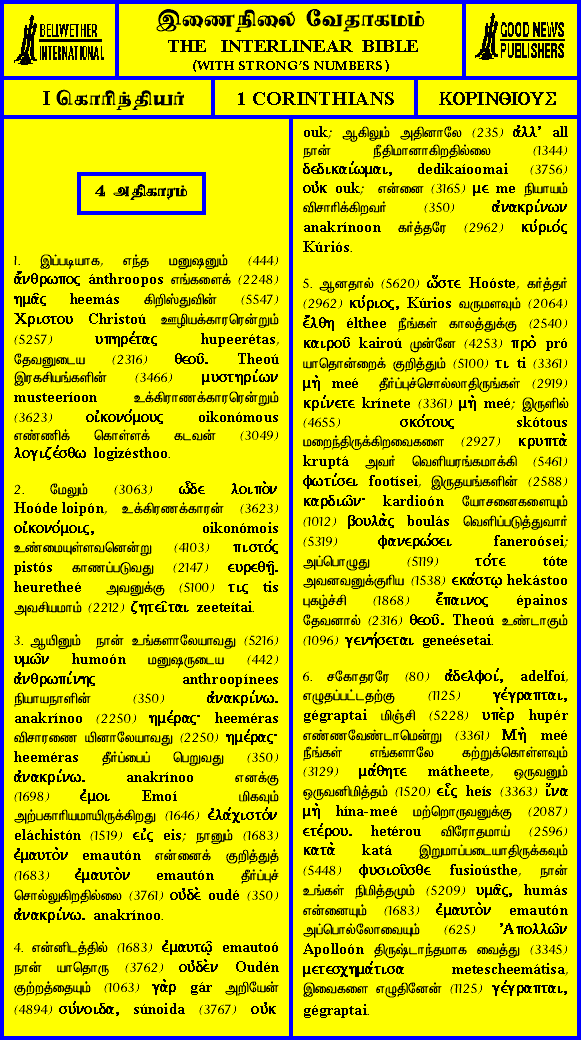 BELLWETHER
INTERNATIONAL
இணைநிலை வேதாகமம்
THE INTERLINEAR BIBLE
(WITH STRONG'S NUMBERS)
GOOD NEWS
PUBLISHERS
I கொரிந்தியர்
1 CORINTHIANS
ΚΟΡΙΝΘΙΟΥΣ
4 அதிகாரம்
1. இப்படியாக, எந்த மனுஷனும் (444)
ἄνθρωπος ánthroopos எங்களைக் (2248)
ημᾶς heemás கிறிஸ்துவின் (5547)
Χριστου Christoú ஊழியக்காரரென்றும்
(5257) υπηρέτας hupeerétas,
தேவனுடைய (2316) θεοῦ. Theoú
இரகசியங்களின் (3466) μυστηρίων
musteeríoon உக்கிராணக்காரரென்றும்
(3623) οἰκονόμους oikonómous
எண்ணிக் கொள்ளக் கடவன் (3049)
λογιζέσθω logizésthoo.
2. மேலும் (3063) ὧδε λοιπὸν
Hoóde loipón, உக்கிரணக்காரன் (3623)
οἰκονόμοις, oikonómois
உண்மையுள்ளவனென்று (4103) πιστός
pistós காணப்படுவது (2147) ευρεθῇ.
heuretheé அவனுக்கு (5100) τις tis
அவசியமாம் (2212) ζητεῖται zeeteítai.
3. ஆயினும் நான் உங்களாலேயாவது (5216)
υμῶν humoón மனுஷருடைய (442)
ἀνθρωπίνης anthroopínees
நியாயநாளின் (350) ἀνακρίνω.
anakrínoo (2250) ημέρας· heeméras
விசாரணை யினாலேயாவது (2250) ημέρας·
heeméras தீர்ப்பைப் பெறுவது (350)
ἀνακρίνω. anakrínoo எனக்கு
(1698) ἐμοι Emoí மிகவும்
அற்பகாரியமாயிருக்கிறது (1646) ἐλάχιστόν
eláchistón (1519) εἰς eis; நானும் (1683)
ἐμαυτὸν emautón என்னைக் குறித்துத்
(1683) ἐμαυτὸν emautón தீர்ப்புச்
சொல்லுகிறதில்லை (3761) οὐδὲ oudé (350)
ἀνακρίνω. anakrínoo.
4. என்னிடத்தில் (1683) ἐμαυτῷ emautoó
நான் யாதொரு (3762) οὐδὲν Oudén
குற்றத்தையும் (1063) γὰρ gár அறியேன்
(4894) σύνοιδα, súnoida (3767) οὐκ
ouk; ஆகிலும் அதினாலே (235) ἀλλ' all
நான் நீதிமானாகிறதில்லை (1344)
δεδικαίωμαι, dedikaíoomai (3756)
οὐκ ouk; என்னை (3165) με me நியாயம்
விசாரிக்கிறவர் (350) ἀνακρίνων
anakrínoon கர்த்தரே (2962) κύριός
Kúriós.
5. ஆனதால் (5620) ὥστε Hoóste, கர்த்தர்
(2962) κύριος, Kúrios வருமளவும் (2064)
ἔλθη élthee நீங்கள் காலத்துக்கு (2540)
καιροῦ kairoú முன்னே (4253) πρὸ pró
யாதொன்றைக் குறித்தும் (5100) τι ti (3361)
μὴ meé தீர்ப்புச்சொல்லாதிருங்கள் (2919)
κρίνετε krínete (3361) μὴ meé; இருளில்
(4655) σκότους skótous
மறைந்திருக்கிறவைகளை (2927) κρυπτὰ
kruptá அவர் வெளியரங்கமாக்கி (5461)
φωτίσει footísei, இருதயங்களின் (2588)
καρδιῶν· kardioón யோசனைகளையும்
(1012) βουλὰς boulás வெளிப்படுத்துவார்
(5319) φανερώσει faneroósei;
அப்பொழுது (5119) τότε tóte
அவனவனுக்குரிய (1538) εκάστῳ hekástoo
புகழ்ச்சி (1868) ἔπαινος épainos
தேவனால் (2316) θεοῦ. Theoú உண்டாகும்
(1096) γενήσεται geneésetai.
6. சகோதரரே (80) ἀδελφοί, adelfoí,
எழுதப்பட்டதற்கு (1125) γέγραπται,
gégraptai மிஞ்சி (5228) υπὲρ hupér
எண்ணவேண்டாமென்று (3361) Μὴ meé
நீங்கள் எங்களாலே கற்றுக்கொள்ளவும்
(3129) μάθητε mátheete, ஒருவனும்
ஒருவனிமித்தம் (1520) εἷς heís (3363) ἵνα
μὴ hína-meé மற்றொருவனுக்கு (2087)
ετέρου. hetérou விரோதமாய் (2596)
κατὰ katá இறுமாப்படையாதிருக்கவும்
(5448) φυσιοῦσθε fusioústhe, நான்
உங்கள் நிமித்தமும் (5209) υμᾶς, humás
என்னையும் (1683) ἐμαυτὸν emautón
அப்பொல்லோவையும் (625) Ἀπολλῶν
Apolloón திருஷ்டாந்தமாக வைத்து (3345)
μετεσχημάτισα metescheemátisa,
இவைகளை எழுதினேன் (1125) γέγραπται,
gégraptai.